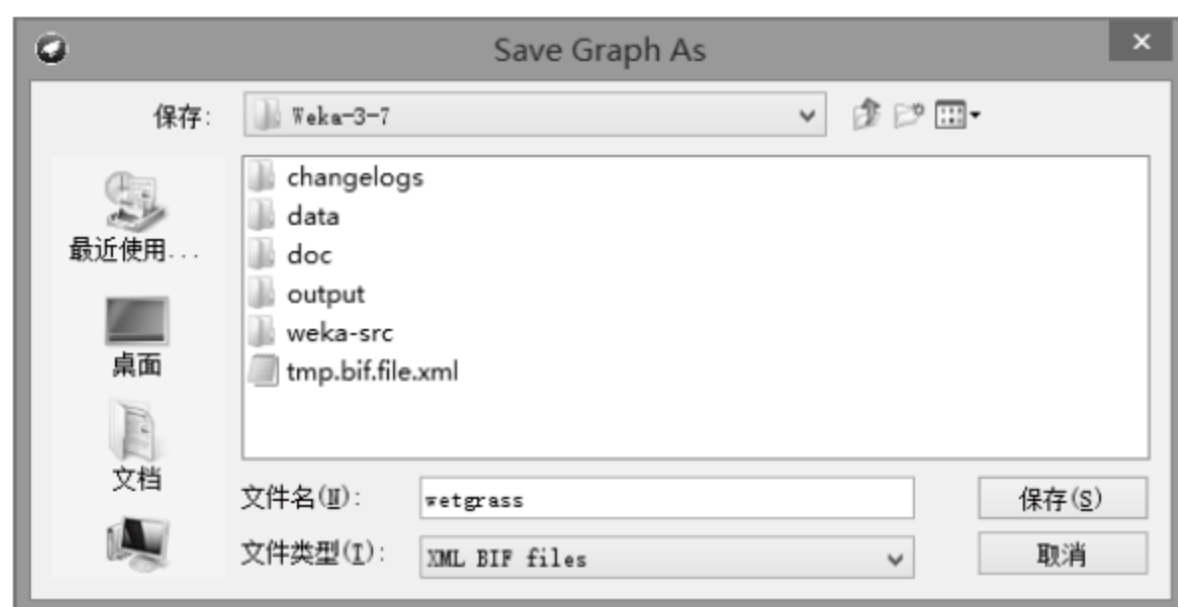 Save Graph As
×
保存:
Weka-3-7
changelogs
data
doc
output
weka-src
tmp.bif.file.xml
最近使用...
桌面
文档
文件名(N):
wetgrass
保存(S)
文件类型(T):
XML BIF files
取消